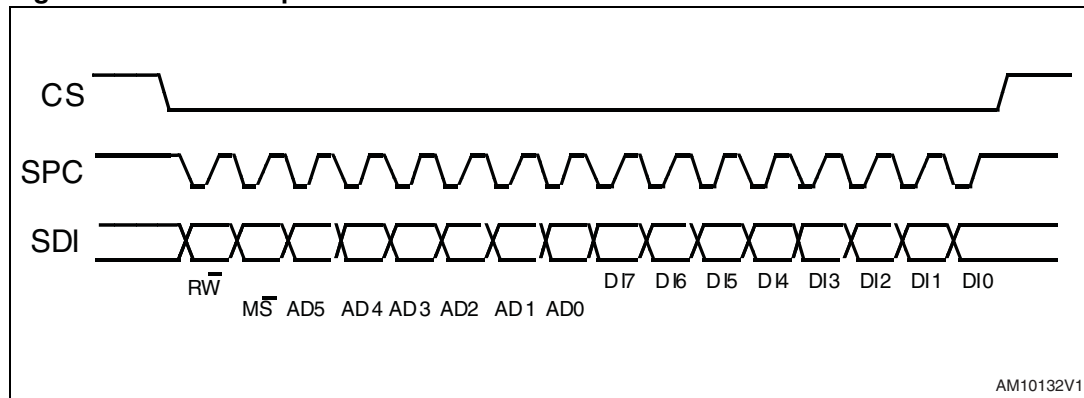 CS
SPC
SDI
RW̅ DI7 DI6 DI5 DI4 DI3 DI2 DI1 DI0
MS̅ AD5 AD4 AD3 AD2 AD1 AD0
AM10132V1